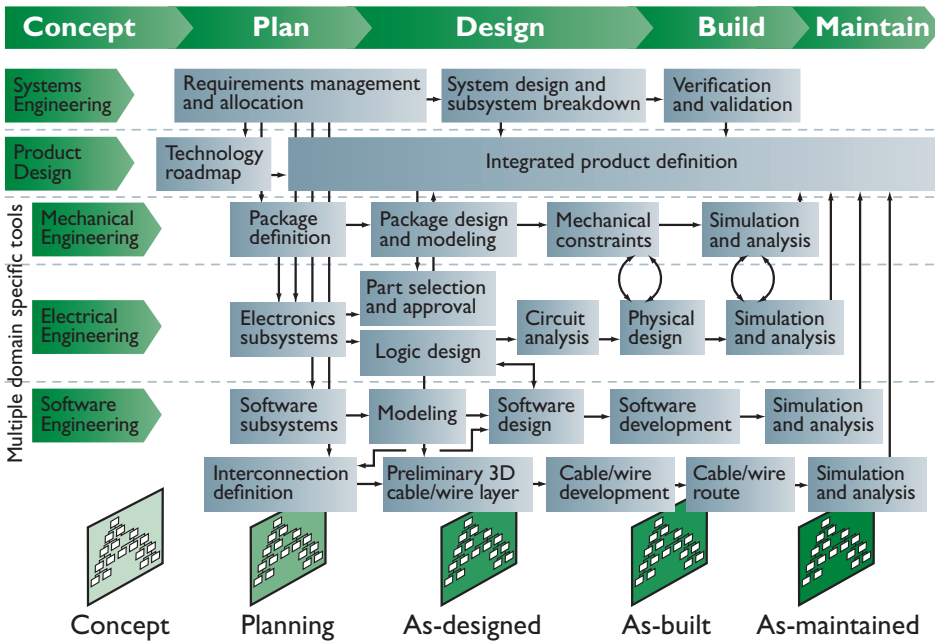 Concept
Plan
Design
Build
Maintain
Systems
Engineering
Requirements management
and allocation
System design and
subsystem breakdown
Verification
and validation
Product
Design
Technology
roadmap
Integrated product definition
Multiple domain specific tools
Mechanical
Engineering
Package
definition
Package design
and modeling
Mechanical
constraints
Simulation
and analysis
Electrical
Engineering
Electronics
subsystems
Part selection
and approval
Logic design
Circuit
analysis
Physical
design
Simulation
and analysis
Software
Engineering
Software
subsystems
Modeling
Software
design
Software
development
Simulation
and analysis
Interconnection
definition
Preliminary 3D
cable/wire layer
Cable/wire
development
Cable/wire
route
Simulation
and analysis
Concept
Planning
As-designed
As-built
As-maintained